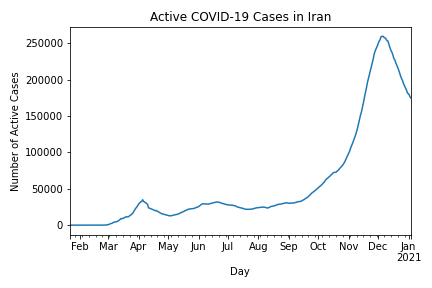 Active COVID-19 Cases in Iran
Number of Active Cases
250000
200000
150000
100000
50000
0
Feb Mar Apr May Jun Jul Aug Sep Oct Nov Dec Jan
2021
Day